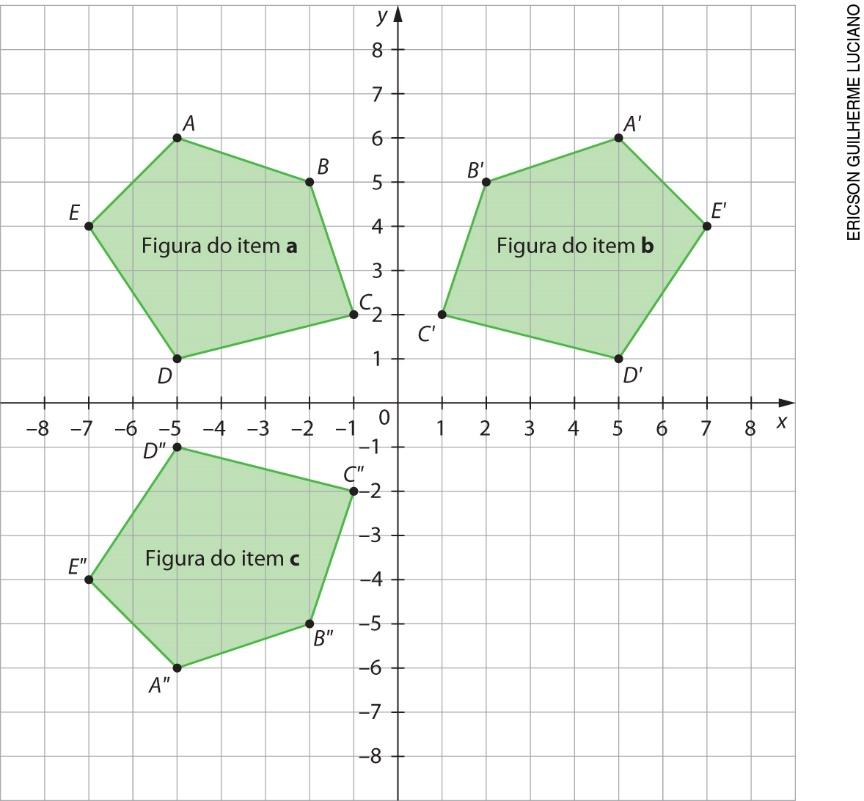 y
8
7
6
5
4
3
2
1
0
–8 –7 –6 –5 –4 –3 –2 –1
1 2 3 4 5 6 7 8
x
–1
–2
–3
–4
–5
–6
–7
–8
A
B
C
D
E
Figura do item a
A'
B'
C'
D'
E'
Figura do item b
D"
C"
E"
B"
A"
Figura do item c
ERICSON GUILHERME LUCIANO